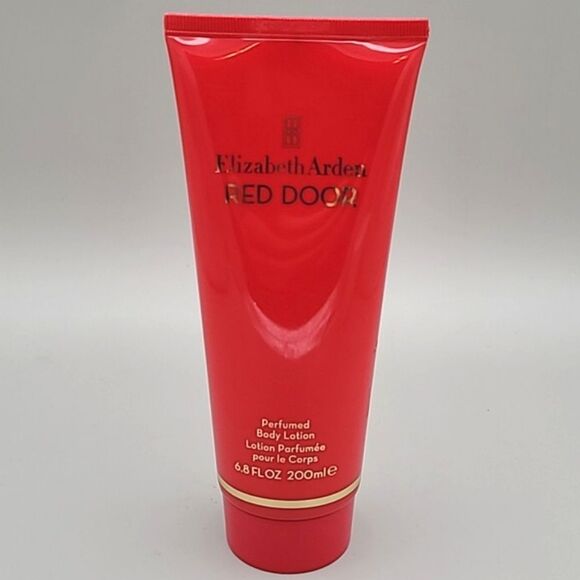 Elizabeth Arden
RED DOOR
Perfumed
Body Lotion
Lotion Parfumée
pour le Corps
6.8 FL OZ 200ml e